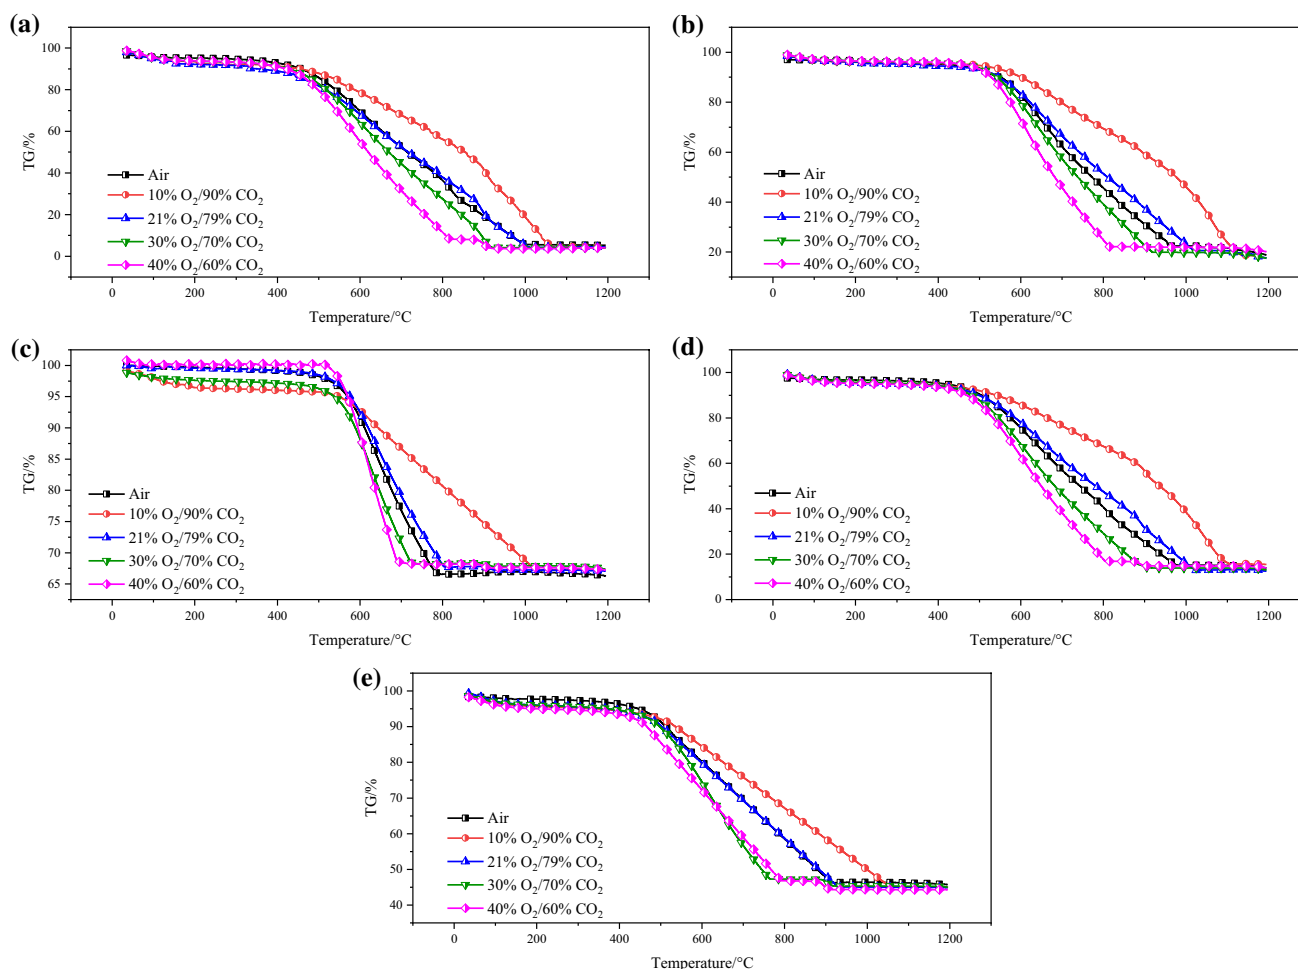 (a)
100
80
60
40
20
0
TG/%
Air
10% O₂/90% CO₂
21% O₂/79% CO₂
30% O₂/70% CO₂
40% O₂/60% CO₂
0 200 400 600 800 1000 1200
Temperature/°C
(b)
100
80
60
40
20
TG/%
Air
10% O₂/90% CO₂
21% O₂/79% CO₂
30% O₂/70% CO₂
40% O₂/60% CO₂
0 200 400 600 800 1000 1200
Temperature/°C
(c)
100
95
90
85
80
75
70
65
TG/%
Air
10% O₂/90% CO₂
21% O₂/79% CO₂
30% O₂/70% CO₂
40% O₂/60% CO₂
0 200 400 600 800 1000 1200
Temperature/°C
(d)
100
80
60
40
20
0
TG/%
Air
10% O₂/90% CO₂
21% O₂/79% CO₂
30% O₂/70% CO₂
40% O₂/60% CO₂
0 200 400 600 800 1000 1200
Temperature/°C
(e)
100
90
80
70
60
50
40
TG/%
Air
10% O₂/90% CO₂
21% O₂/79% CO₂
30% O₂/70% CO₂
40% O₂/60% CO₂
0 200 400 600 800 1000 1200
Temperature/°C